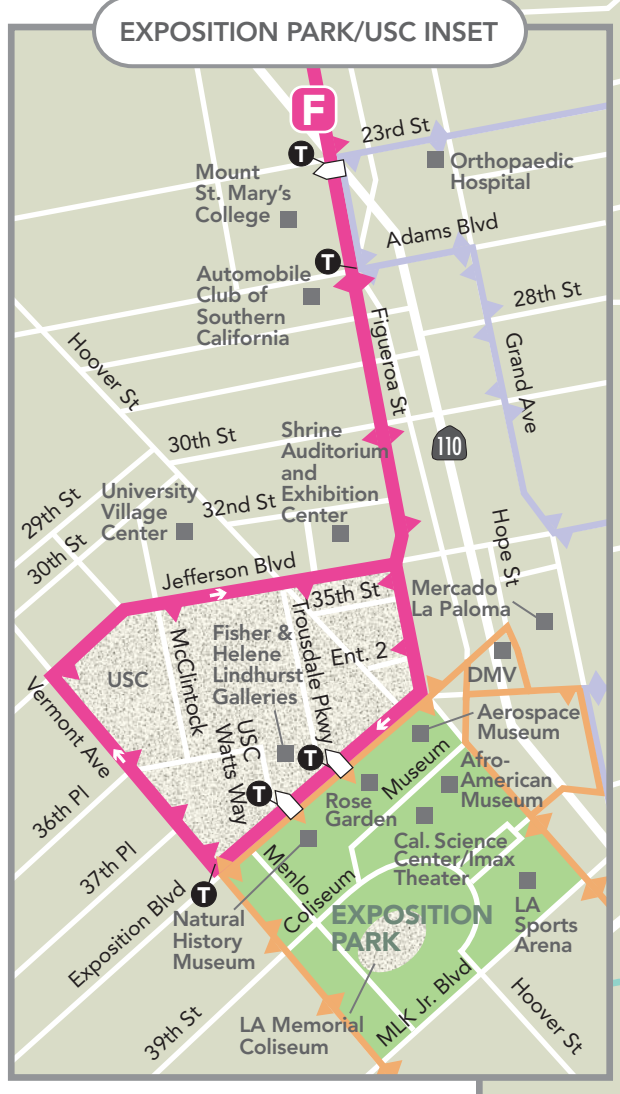 EXPOSITION PARK/USC INSET
F
23rd St
T
Orthopaedic
Hospital
Mount
St. Mary's
College
Adams Blvd
T
Automobile
Club of
Southern
California
28th St
Figueroa St
Grand Ave
Hoover St
30th St
Shrine
Auditorium
and
Exhibition
Center
110
29th St
University
Village
Center
32nd St
30th St
Hope St
Jefferson Blvd
35th St
Mercado
La Paloma
McClintock
Trousdale Pkwy
Fisher &
Helene
Lindhurst
Galleries
Ent. 2
USC
DMV
Vermont Ave
Aerospace
Museum
USC
Watts Way
T
Museum
Afro-
American
Museum
36th Pl
T
Rose
Garden
Cal. Science
Center/Imax
Theater
37th Pl
Menlo
Coliseum
T
Exposition Blvd
Natural
History
Museum
EXPOSITION
PARK
LA
Sports
Arena
MLK Jr. Blvd
Hoover St
39th St
LA Memorial
Coliseum